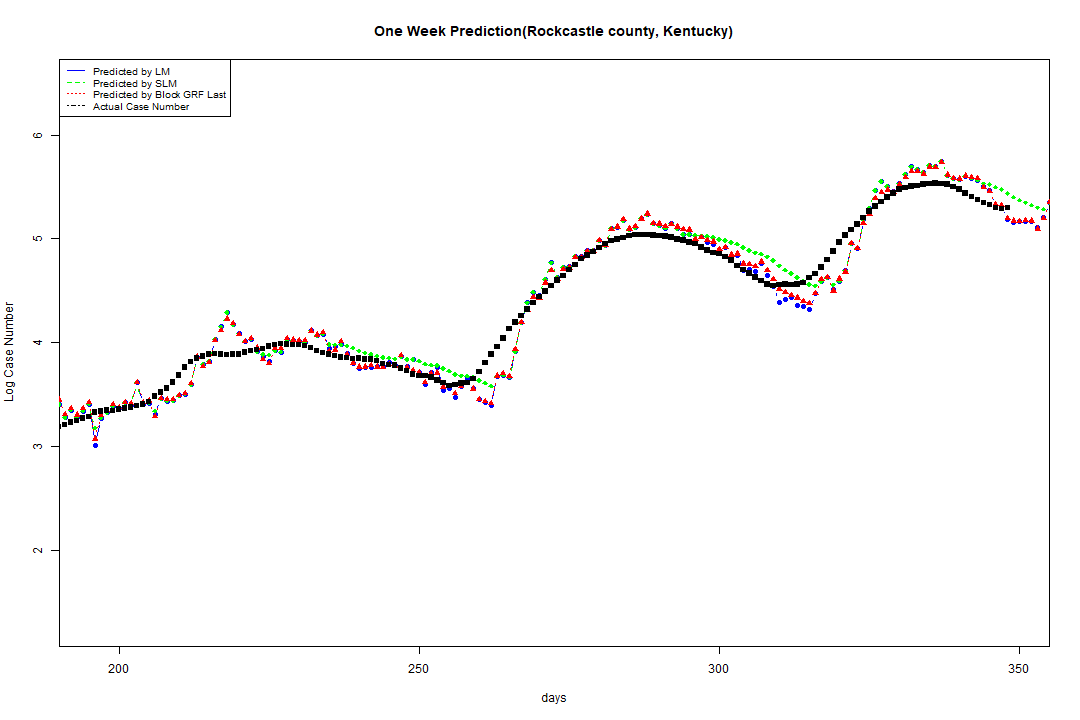 One Week Prediction(Rockcastle county, Kentucky)
Predicted by LM
Predicted by SLM
Predicted by Block GRF Last
Actual Case Number
Log Case Number
6
5
4
3
2
200 250 300 350
days